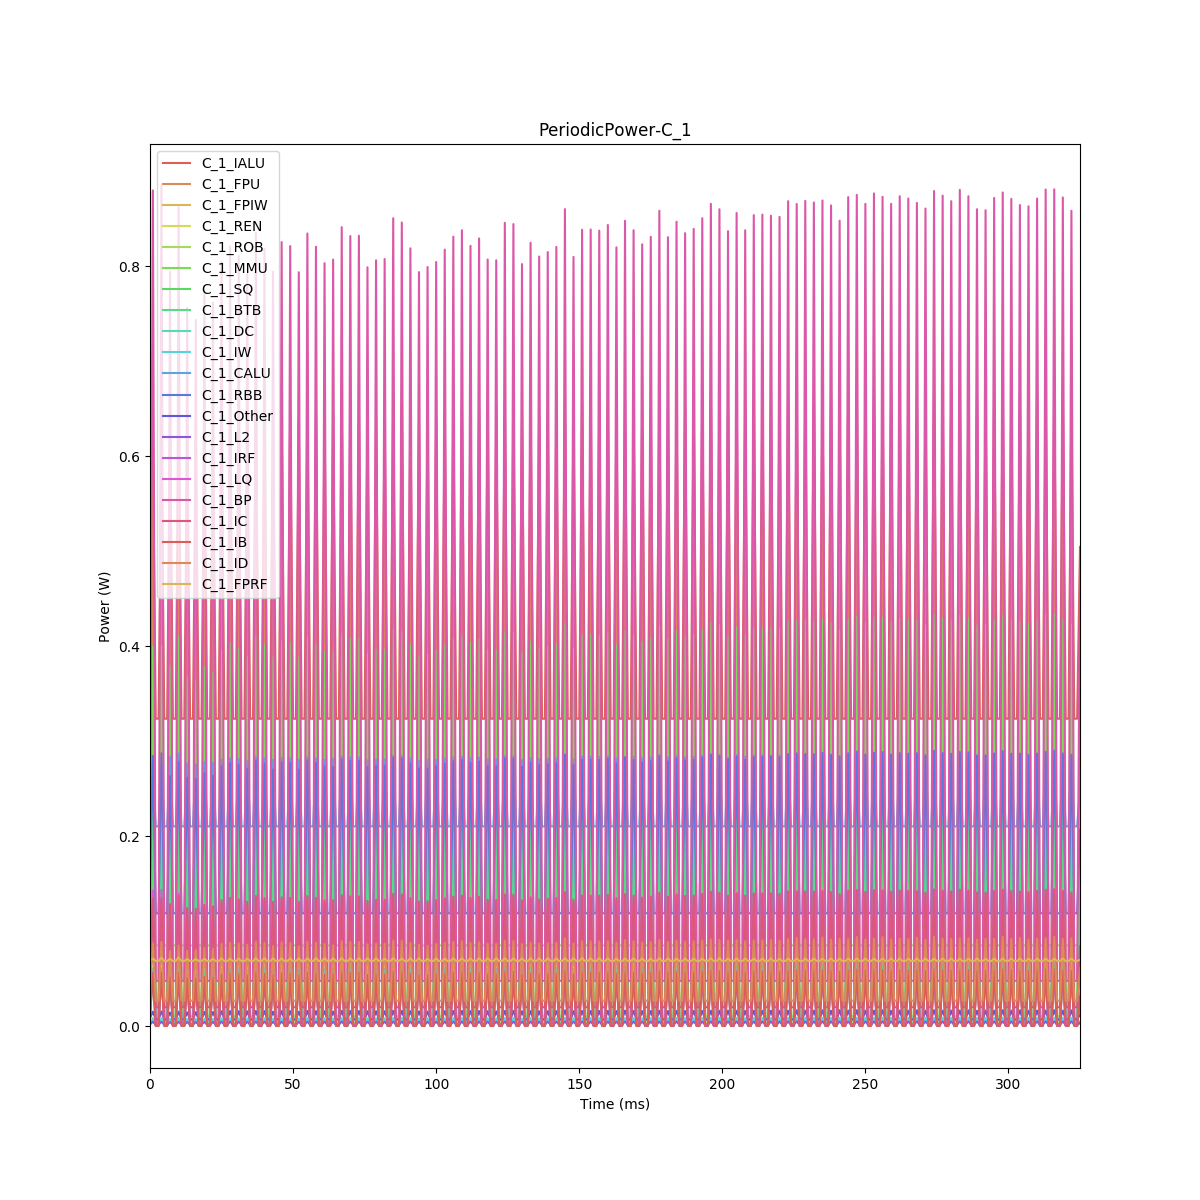 PeriodicPower-C_1
C_1_IALU
C_1_FPU
C_1_FPIW
C_1_REN
C_1_ROB
C_1_MMU
C_1_SQ
C_1_BTB
C_1_DC
C_1_IW
C_1_CALU
C_1_RBB
C_1_Other
C_1_L2
C_1_IRF
C_1_LQ
C_1_BP
C_1_IC
C_1_IB
C_1_ID
C_1_FPRF
Power (W)
0.8
0.6
0.4
0.2
0.0
0 50 100 150 200 250 300
Time (ms)